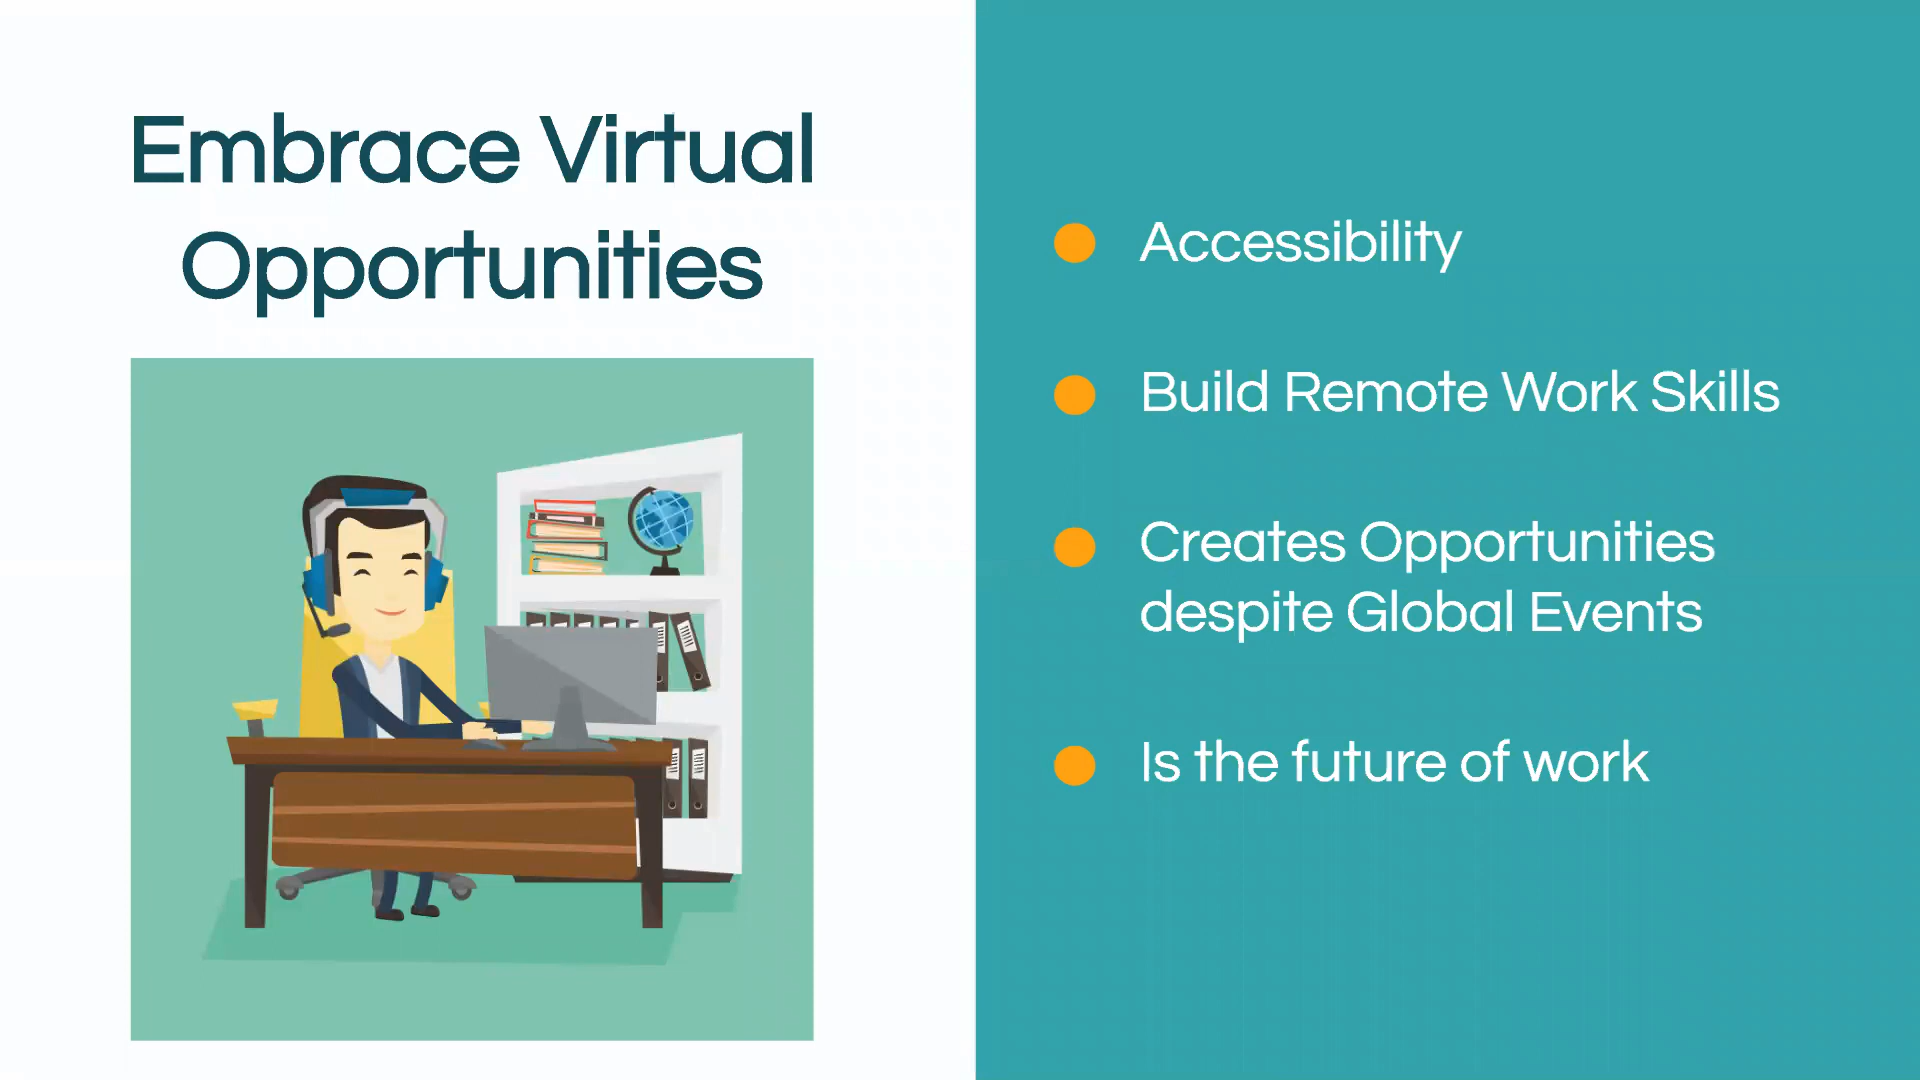 Embrace Virtual
Opportunities
Accessibility
Build Remote Work Skills
Creates Opportunities
despite Global Events
Is the future of work